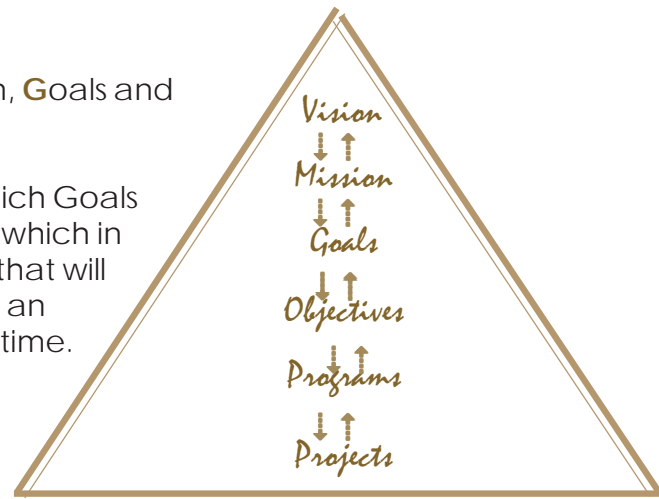 , Goals and
ich Goals
which in
that will
an
time.
Vision
Mission
Goals
Objectives
Programs
Projects